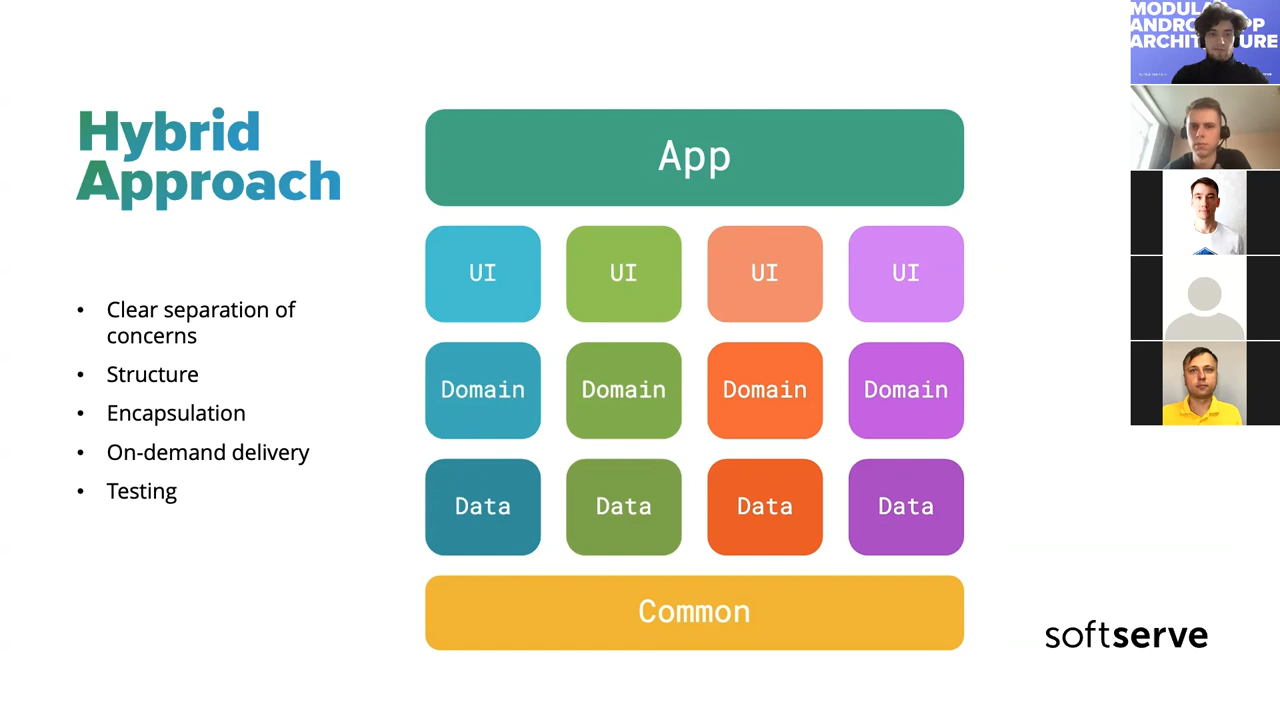 Hybrid
Approach
• Clear separation of
concerns
• Structure
• Encapsulation
• On-demand delivery
• Testing
App
UI UI UI UI
Domain Domain Domain Domain
Data Data Data Data
Common
softserve